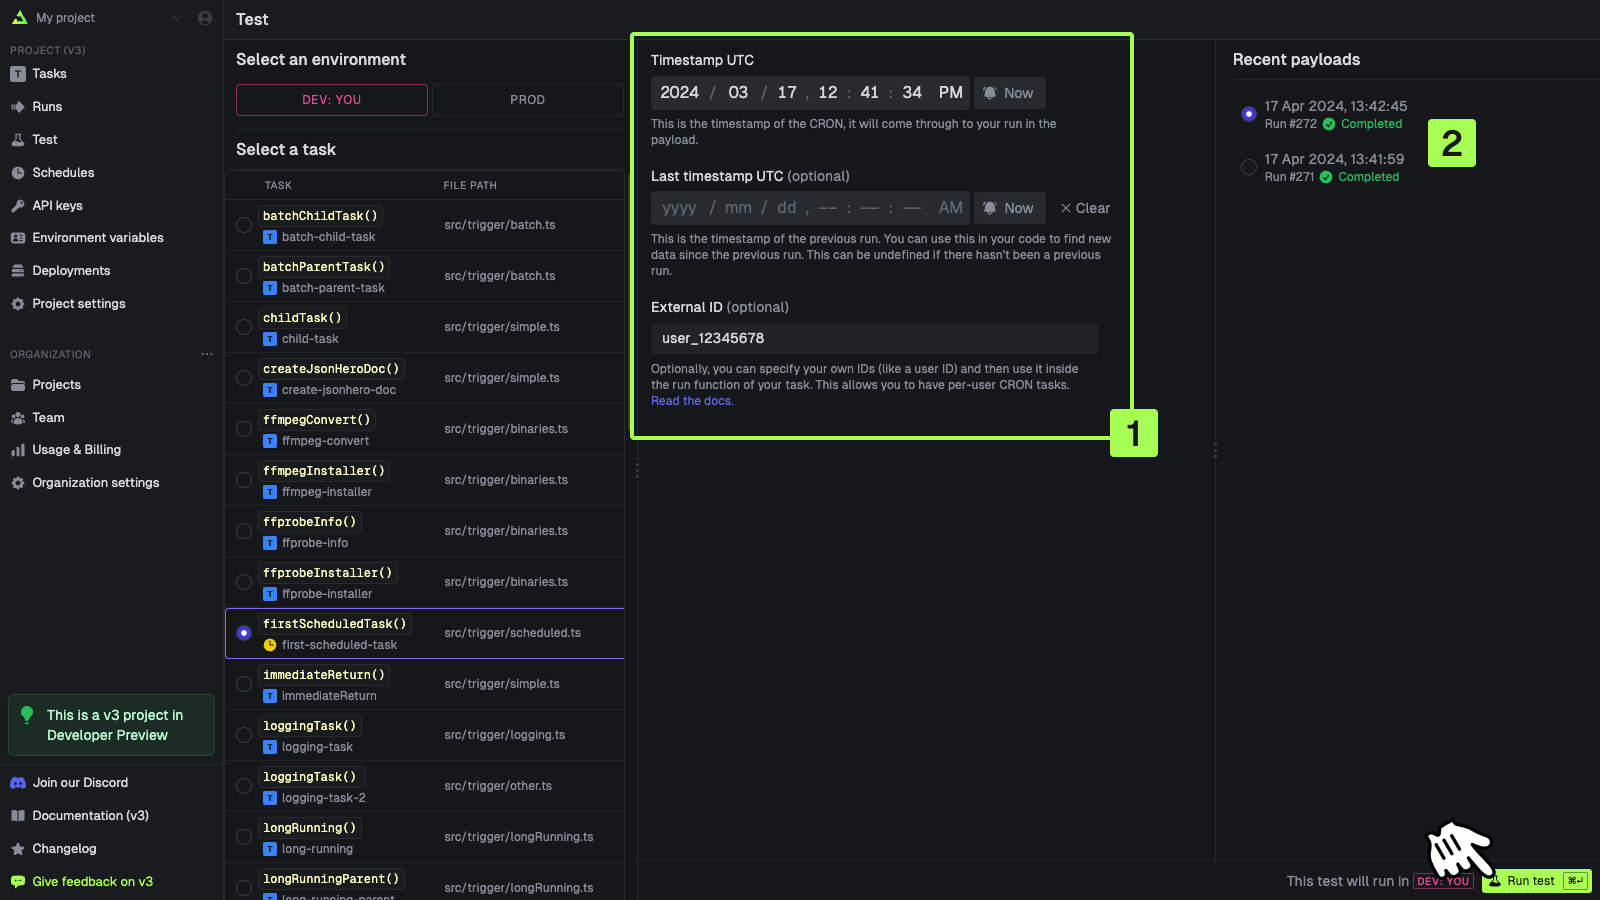 My project
PROJECT (V3)
Tasks
Runs
Test
Schedules
API keys
Environment variables
Deployments
Project settings
ORGANIZATION
Projects
Team
Usage & Billing
Organization settings
This is a v3 project in
Developer Preview
Join our Discord
Documentation (v3)
Changelog
Give feedback on v3
Test
Select an environment
DEV: YOU
PROD
Select a task
TASK FILE PATH
batchChildTask()
T batch-child-task
src/trigger/batch.ts
batchParentTask()
T batch-parent-task
src/trigger/batch.ts
childTask()
T child-task
src/trigger/simple.ts
createJsonHeroDoc()
T create-jsonhero-doc
src/trigger/simple.ts
ffmpegConvert()
T ffmpeg-convert
src/trigger/binaries.ts
ffmpegInstaller()
T ffmpeg-installer
src/trigger/binaries.ts
ffprobeInfo()
T ffprobe-info
src/trigger/binaries.ts
ffprobeInstaller()
T ffprobe-installer
src/trigger/binaries.ts
firstScheduledTask()
first-scheduled-task
src/trigger/scheduled.ts
immediateReturn()
T immediateReturn
src/trigger/simple.ts
loggingTask()
T logging-task
src/trigger/logging.ts
loggingTask()
T logging-task-2
src/trigger/other.ts
longRunning()
T long-running
src/trigger/longRunning.ts
longRunningParent()
T long-running-parent
src/trigger/longRunning.ts
Timestamp UTC
2024 / 03 / 17 , 12 : 41 : 34 PM
Now
This is the timestamp of the CRON, it will come through to your run in the
payload.
Last timestamp UTC (optional)
yyyy / mm / dd , –– : –– : –– AM
Now
Clear
This is the timestamp of the previous run. You can use this in your code to find new
data since the previous run. This can be undefined if there hasn't been a previous
run.
External ID (optional)
user_12345678
Optionally, you can specify your own IDs (like a user ID) and then use it inside
the run function of your task. This allows you to have per-user CRON tasks.
Read the docs.
1
Recent payloads
17 Apr 2024, 13:42:45
Run #272 Completed
17 Apr 2024, 13:41:59
Run #271 Completed
2
This test will run in DEV: YOU
Run test ⌘↵